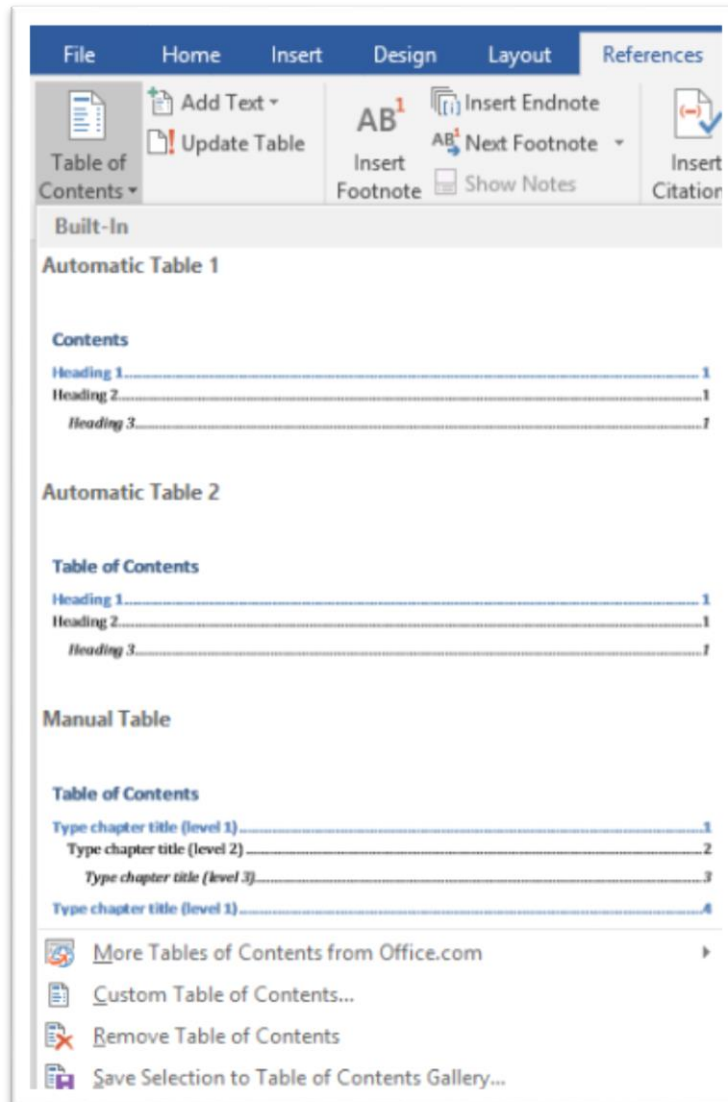 File Home Insert Design Layout References
Add Text
Update Table
Table of
Contents
AB1
Insert
Footnote
[i] Insert Endnote
AB1 Next Footnote
Show Notes
(-)
Insert
Citation
Built-In
Automatic Table 1
Contents
Heading 1........................................1
Heading 2........................................1
Heading 3........................................1
Automatic Table 2
Table of Contents
Heading 1........................................1
Heading 2........................................1
Heading 3........................................1
Manual Table
Table of Contents
Type chapter title (level 1)........................................1
Type chapter title (level 2)........................................2
Type chapter title (level 3)........................................3
Type chapter title (level 1)........................................4
More Tables of Contents from Office.com
Custom Table of Contents...
Remove Table of Contents
Save Selection to Table of Contents Gallery...